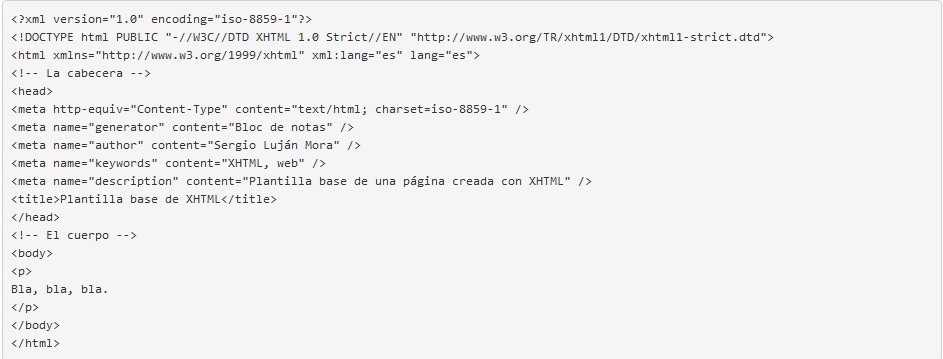 <?xml version="1.0" encoding="iso-8859-1"?>
<!DOCTYPE html PUBLIC "-//W3C//DTD XHTML 1.0 Strict//EN" "http://www.w3.org/TR/xhtml1/DTD/xhtml1-strict.dtd">
<html xmlns="http://www.w3.org/1999/xhtml" xml:lang="es" lang="es">
<!-- La cabecera -->
<head>
<meta http-equiv="Content-Type" content="text/html; charset=iso-8859-1" />
<meta name="generator" content="Bloc de notas" />
<meta name="author" content="Sergio Luján Mora" />
<meta name="keywords" content="XHTML, web" />
<meta name="description" content="Plantilla base de una página creada con XHTML" />
<title>Plantilla base de XHTML</title>
</head>
<!-- El cuerpo -->
<body>
<p>
Bla, bla, bla.
</p>
</body>
</html>